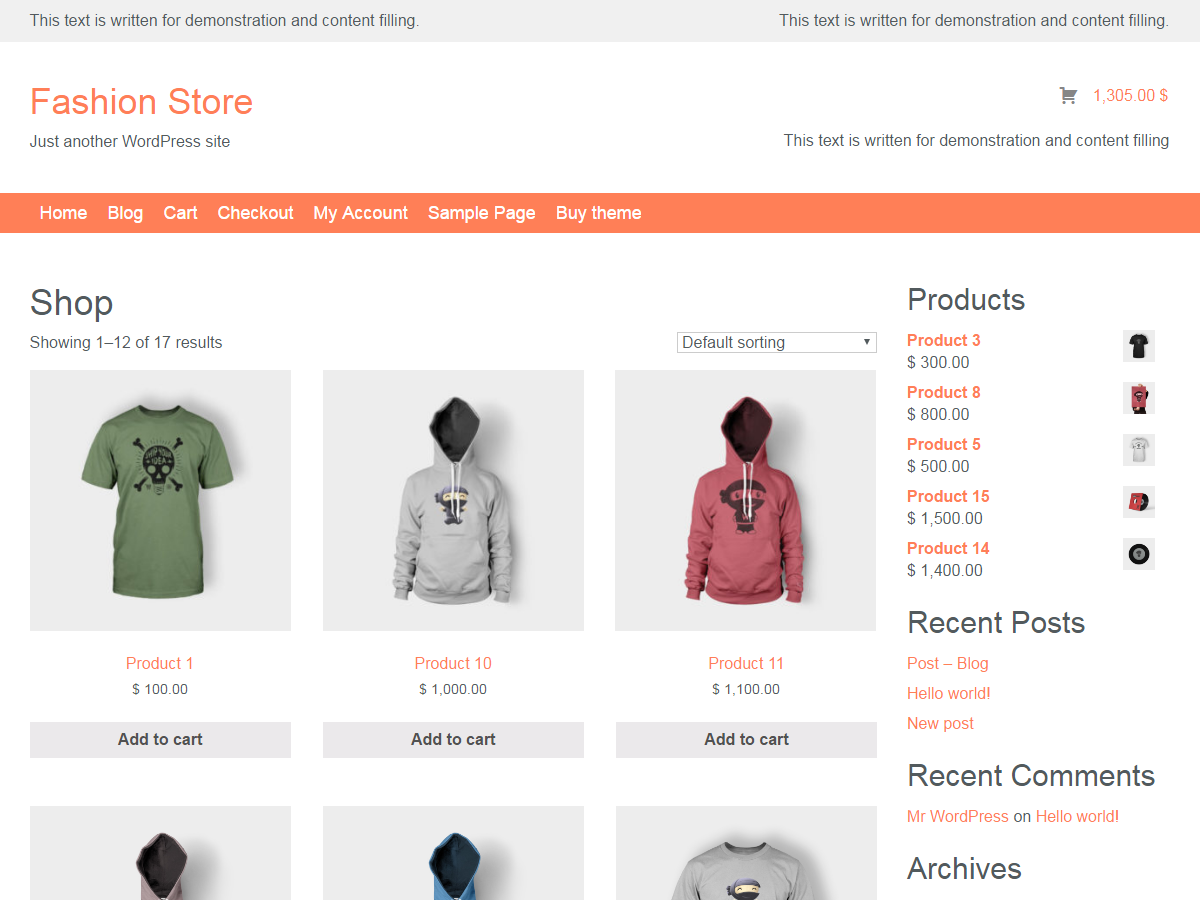 This text is written for demonstration and content filling.
This text is written for demonstration and content filling.
Fashion Store
1,305.00 $
Just another WordPress site
This text is written for demonstration and content filling
Home Blog Cart Checkout My Account Sample Page Buy theme
Shop
Showing 1–12 of 17 results
Default sorting
SHIP YOUR
IDEA
Product 1
$ 100.00
Add to cart
Product 10
$ 1,000.00
Add to cart
Product 11
$ 1,100.00
Add to cart
Products
Product 3
$ 300.00
Product 8
$ 800.00
Product 5
$ 500.00
Product 15
$ 1,500.00
Product 14
$ 1,400.00
Recent Posts
Post – Blog
Hello world!
New post
Recent Comments
Mr WordPress on Hello world!
Archives